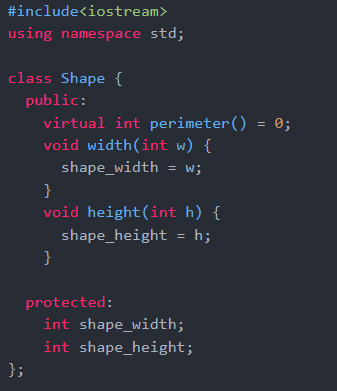 #include<iostream>
using namespace std;
class Shape {
public:
virtual int perimeter() = 0;
void width(int w) {
shape_width = w;
}
void height(int h) {
shape_height = h;
}
protected:
int shape_width;
int shape_height;
};